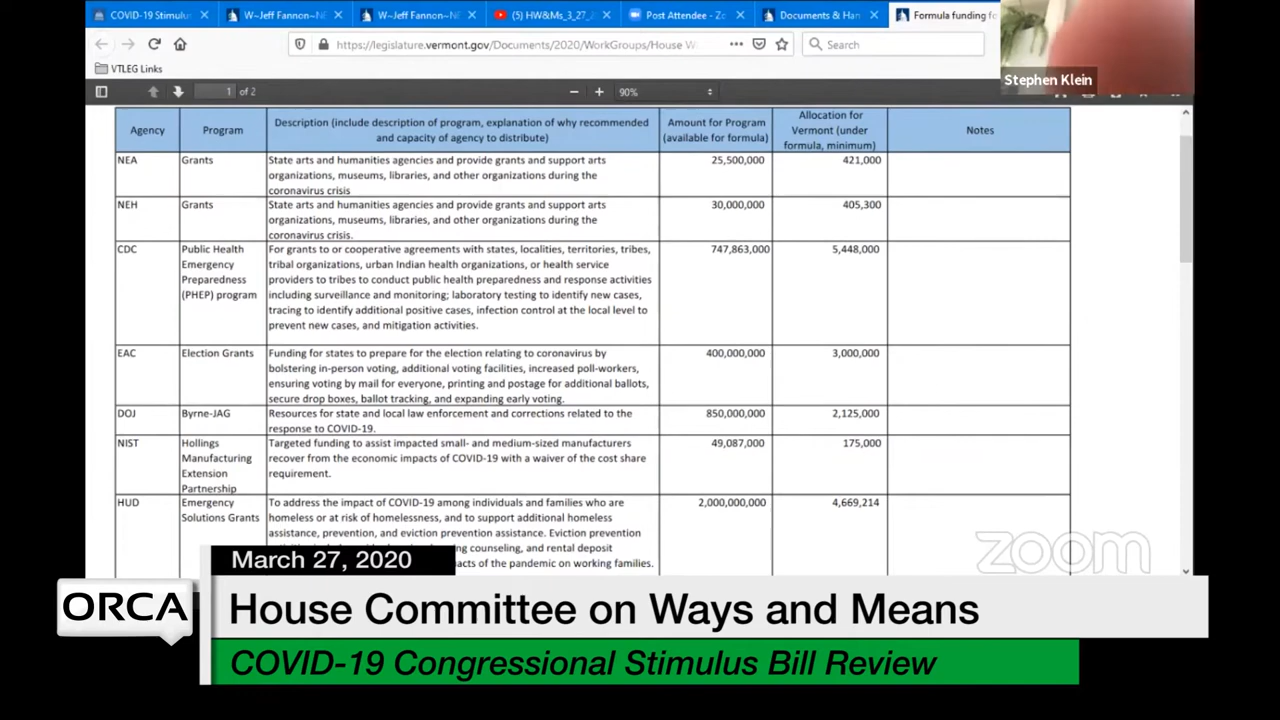 COVID-19 Stimulu
W~Jeff Fannon~NE
W~Jeff Fannon~NE
(5) HW&Ms_3_27_2
Post Attendee - Zo
Documents & Han
Formula funding fo
https://legislature.vermont.gov/Documents/2020/WorkGroups/House W
Search
VTLEG Links
Stephen Klein
1 of 2
90%
Agency
Program
Description (include description of program, explanation of why recommended
and capacity of agency to distribute)
Amount for Program
(available for formula)
Allocation for
Vermont (under
formula, minimum)
Notes
NEA
Grants
State arts and humanities agencies and provide grants and support arts
organizations, museums, libraries, and other organizations during the
coronavirus crisis
25,500,000
421,000
NEH
Grants
State arts and humanities agencies and provide grants and support arts
organizations, museums, libraries, and other organizations during the
coronavirus crisis.
30,000,000
405,300
CDC
Public Health
Emergency
Preparedness
(PHEP) program
For grants to or cooperative agreements with states, localities, territories, tribes,
tribal organizations, urban Indian health organizations, or health service
providers to tribes to conduct public health preparedness and response activities
including surveillance and monitoring; laboratory testing to identify new cases,
tracing to identify additional positive cases, infection control at the local level to
prevent new cases, and mitigation activities.
747,863,000
5,448,000
EAC
Election Grants
Funding for states to prepare for the election relating to coronavirus by
bolstering in-person voting, additional voting facilities, increased poll-workers,
ensuring voting by mail for everyone, printing and postage for additional ballots,
secure drop boxes, ballot tracking, and expanding early voting.
400,000,000
3,000,000
DOJ
Byrne-JAG
Resources for state and local law enforcement and corrections related to the
response to COVID-19.
850,000,000
2,125,000
NIST
Hollings
Manufacturing
Extension
Partnership
Targeted funding to assist impacted small- and medium-sized manufacturers
recover from the economic impacts of COVID-19 with a waiver of the cost share
requirement.
49,087,000
175,000
HUD
Emergency
Solutions Grants
To address the impact of COVID-19 among individuals and families who are
homeless or at risk of homelessness, and to support additional homeless
assistance, prevention, and eviction prevention assistance. Eviction prevention
counseling, and rental deposit
of the pandemic on working families.
2,000,000,000
4,669,214
zoom
March 27, 2020
ORCA
House Committee on Ways and Means
COVID-19 Congressional Stimulus Bill Review